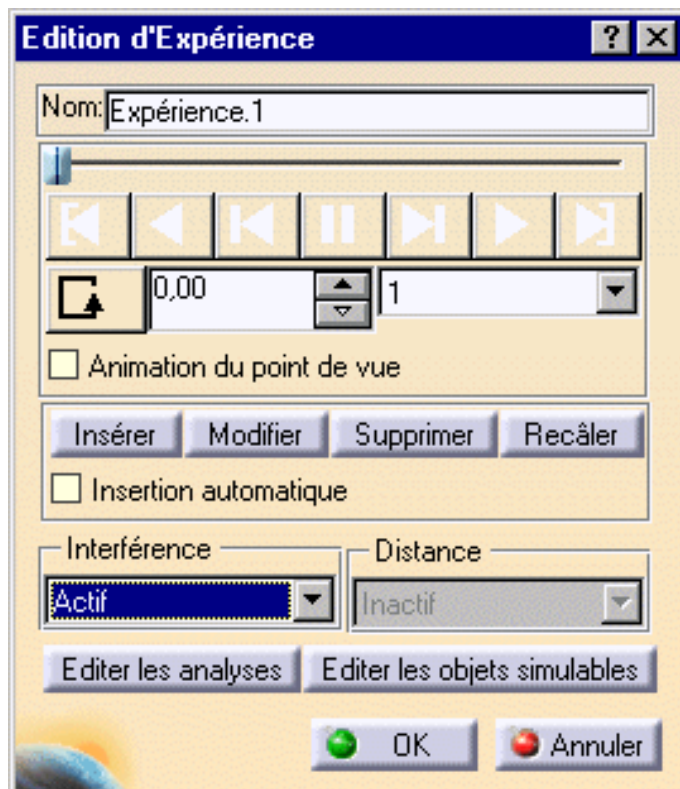 Edition d'Expérience
Nom: Expérience.1
0,00 1
Animation du point de vue
Insérer Modifier Supprimer Recâler
Insertion automatique
Interférence Distance
Actif Inactif
Editer les analyses Editer les objets simulables
OK Annuler